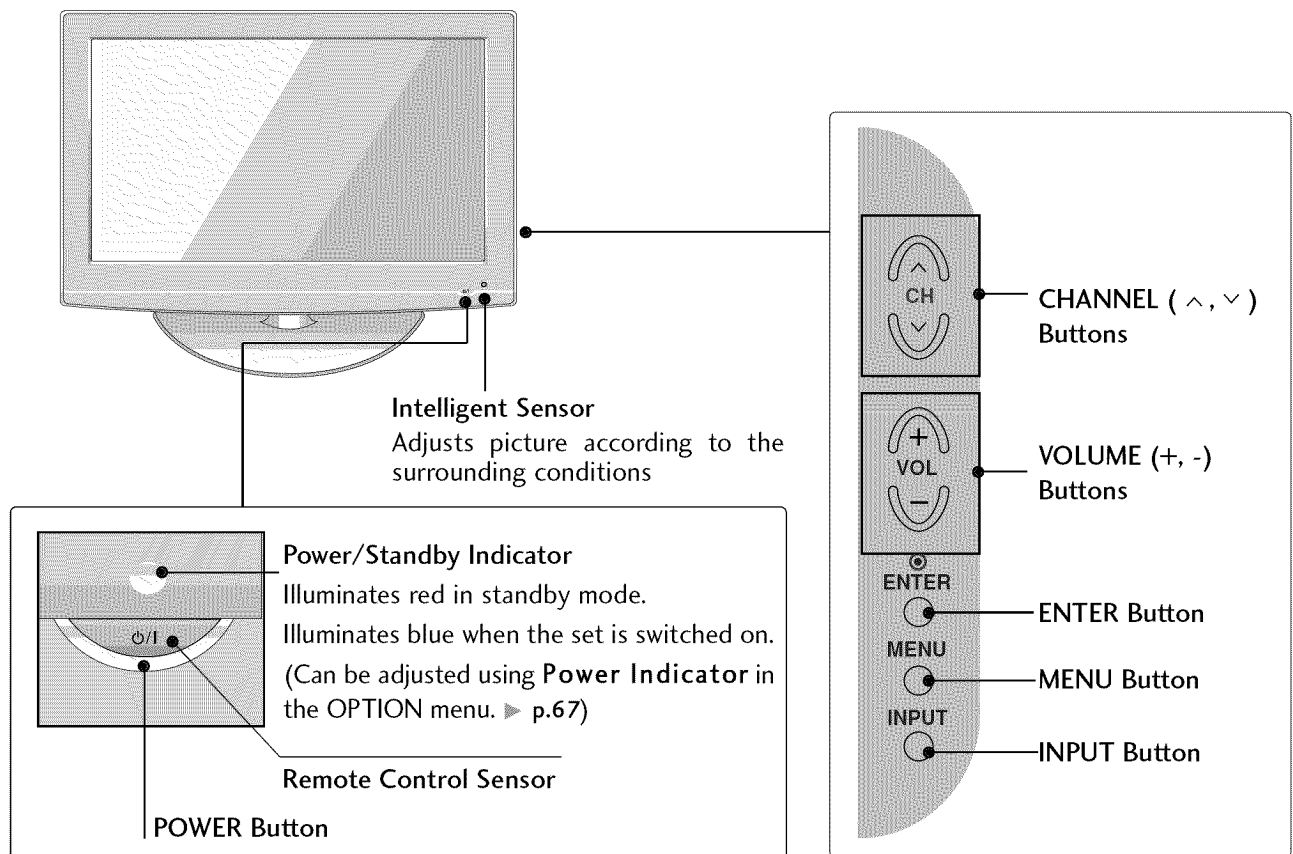 Intelligent Sensor
Adjusts picture according to the
surrounding conditions
Power/Standby Indicator
Illuminates red in standby mode.
Illuminates blue when the set is switched on.
(Can be adjusted using Power Indicator in
the OPTION menu. ▶ p.67)
⏻/I
Remote Control Sensor
POWER Button
^
CH
v
CHANNEL ( ^, v )
Buttons
+
VOL
-
VOLUME (+, -)
Buttons
ENTER
ENTER Button
MENU
MENU Button
INPUT
INPUT Button